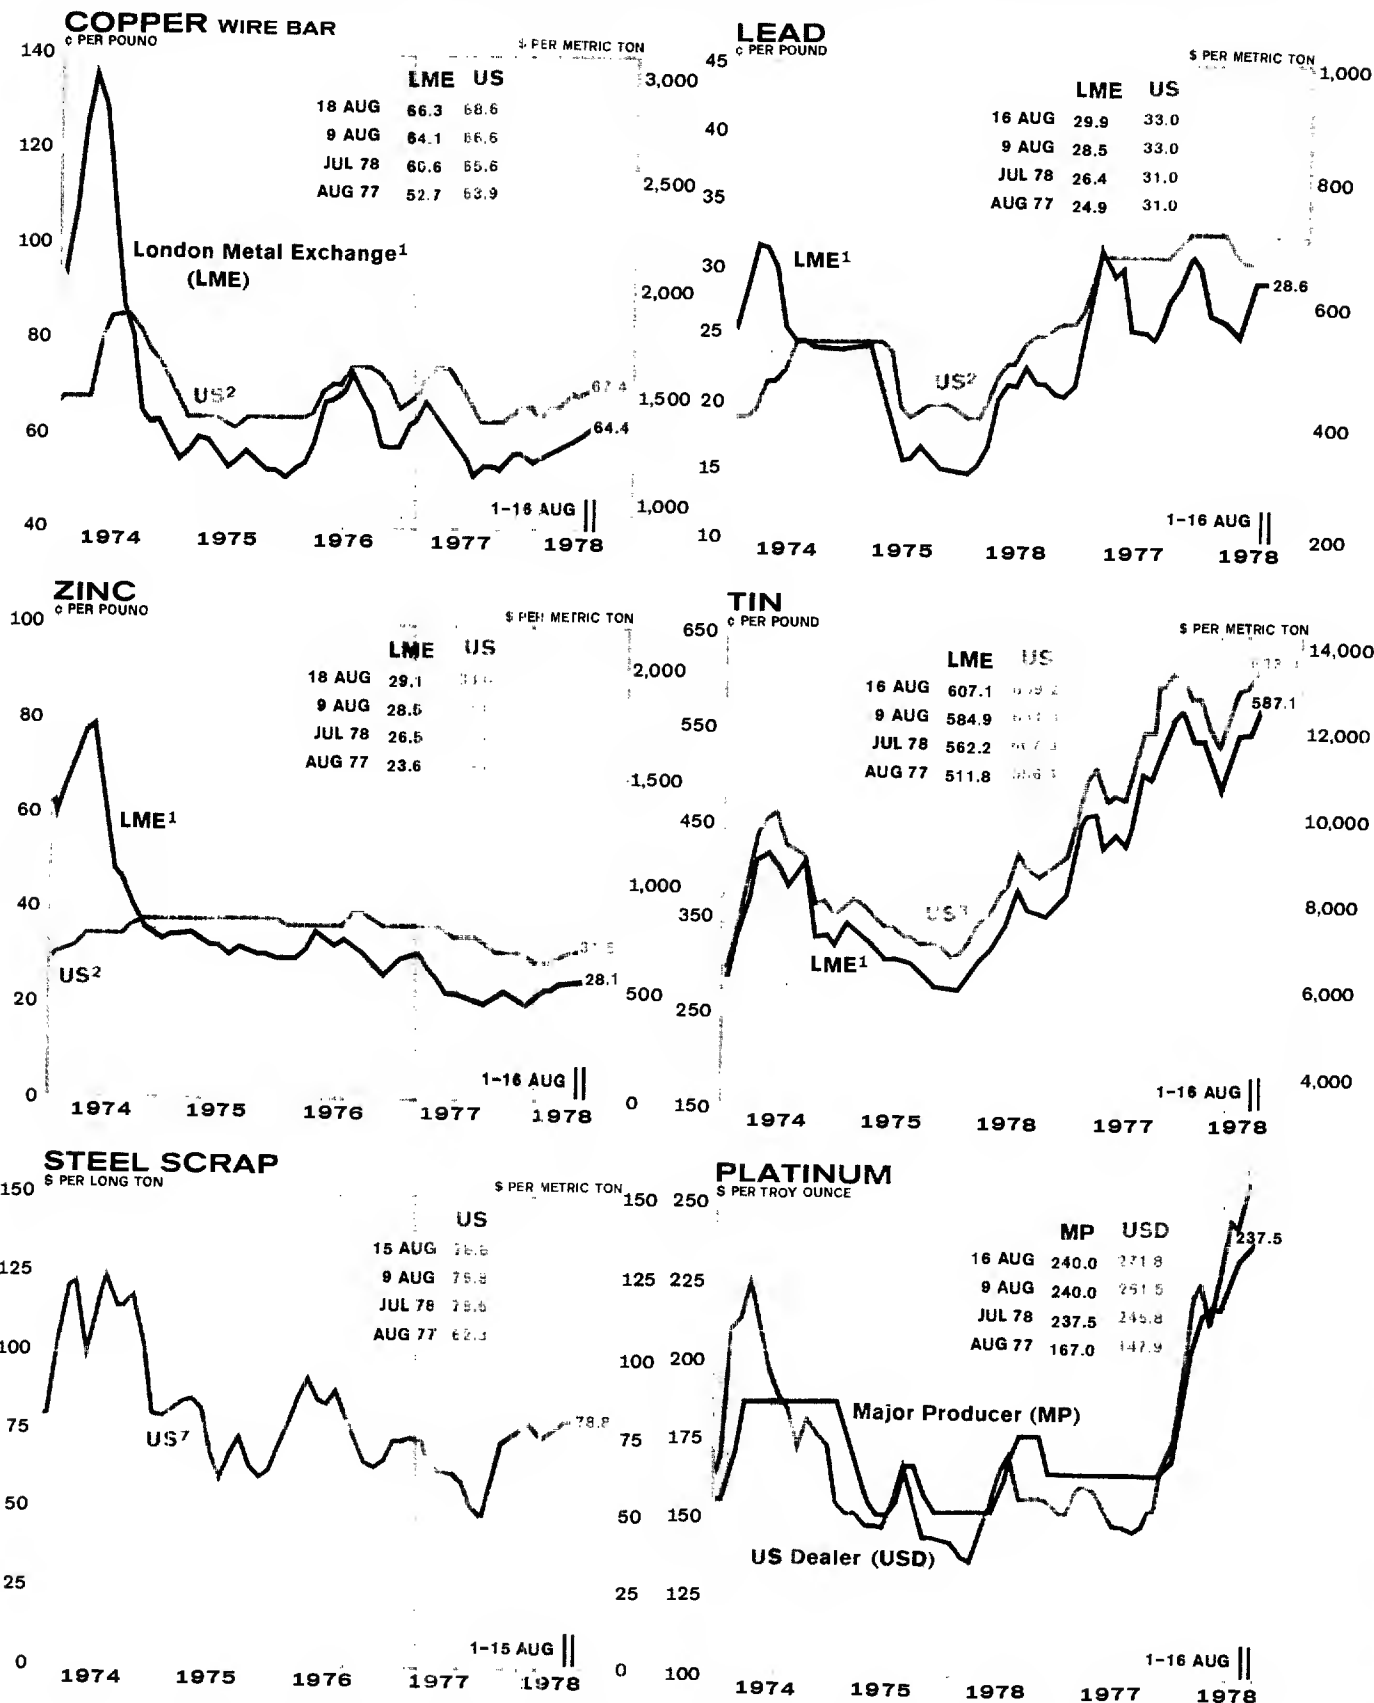 COPPER WIRE BAR
¢ PER POUNO
$ PER METRIC TON
LME US
18 AUG 66.3 68.6
9 AUG 64.1 66.6
JUL 78 60.6 65.6
AUG 77 52.7 63.9
London Metal Exchange¹
(LME)
US²
67.4
64.4
1-16 AUG
140
120
100
80
60
40
3,000
2,500
2,000
1,500
1,000
1974 1975 1976 1977 1978
LEAD
¢ PER POUND
$ PER METRIC TON
LME US
16 AUG 29.9 33.0
9 AUG 28.5 33.0
JUL 78 26.4 31.0
AUG 77 24.9 31.0
LME¹
US²
28.6
1-16 AUG
45
40
35
30
25
20
15
10
1,000
800
600
400
200
1974 1975 1978 1977 1978
ZINC
¢ PER POUNO
$ PER METRIC TON
LME US
18 AUG 29.1
9 AUG 28.5
JUL 78 26.5
AUG 77 23.6
LME¹
US²
28.1
1-16 AUG
100
80
60
40
20
0
2,000
1,500
1,000
500
0
1974 1975 1976 1977 1978
TIN
¢ PER POUND
$ PER METRIC TON
LME US
16 AUG 607.1
9 AUG 584.9
JUL 78 562.2
AUG 77 511.8
LME¹
587.1
1-16 AUG
650
550
450
350
250
150
14,000
12,000
10,000
8,000
6,000
4,000
1974 1975 1978 1977 1978
STEEL SCRAP
$ PER LONG TON
$ PER METRIC TON
US
15 AUG
9 AUG
JUL 78
AUG 77
US⁷
78.8
1-15 AUG
150
125
100
75
50
25
0
150
125
100
75
50
25
0
1974 1975 1976 1977 1978
PLATINUM
$ PER TROY OUNCE
MP USD
16 AUG 240.0
9 AUG 240.0 261.5
JUL 78 237.5 245.8
AUG 77 167.0 147.9
Major Producer (MP)
US Dealer (USD)
237.5
1-16 AUG
250
225
200
175
150
125
100
1974 1975 1978 1977 1978